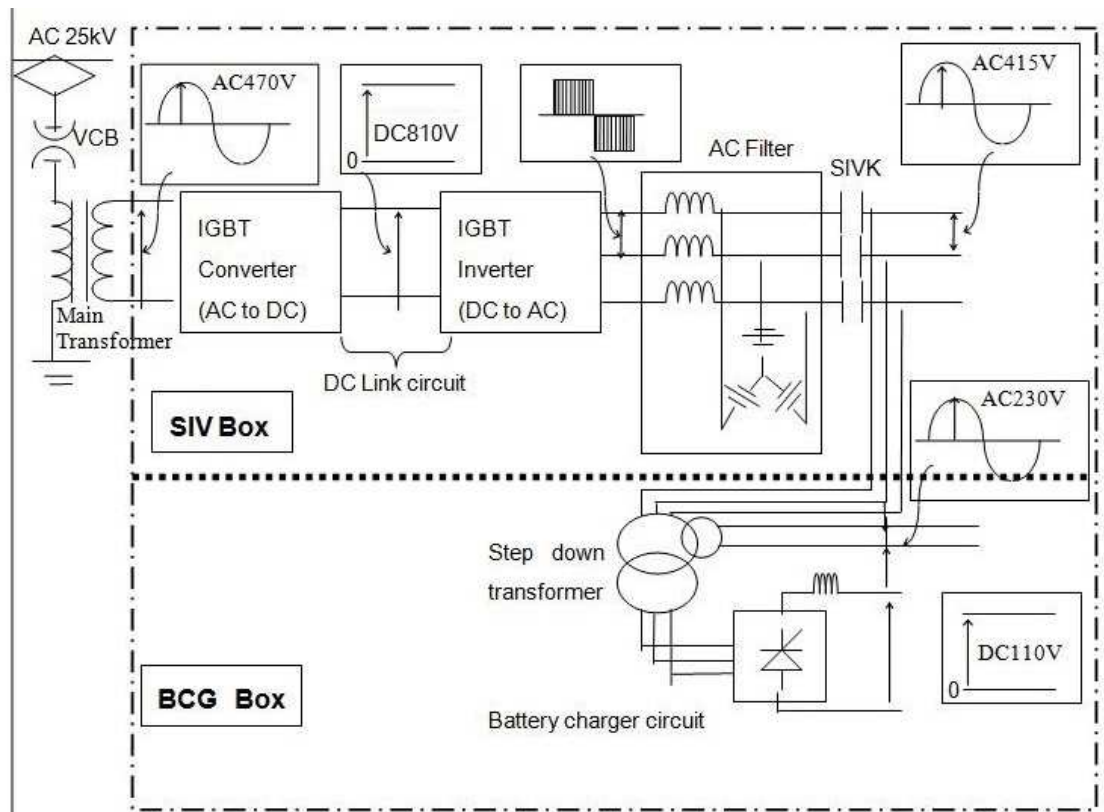 AC 25kV
VCB
Main
Transformer
AC470V
DC810V
0
AC Filter
SIVK
AC415V
IGBT
Converter
(AC to DC)
IGBT
Inverter
(DC to AC)
DC Link circuit
SIV Box
AC230V
Step down
transformer
DC110V
0
BCG Box
Battery charger circuit